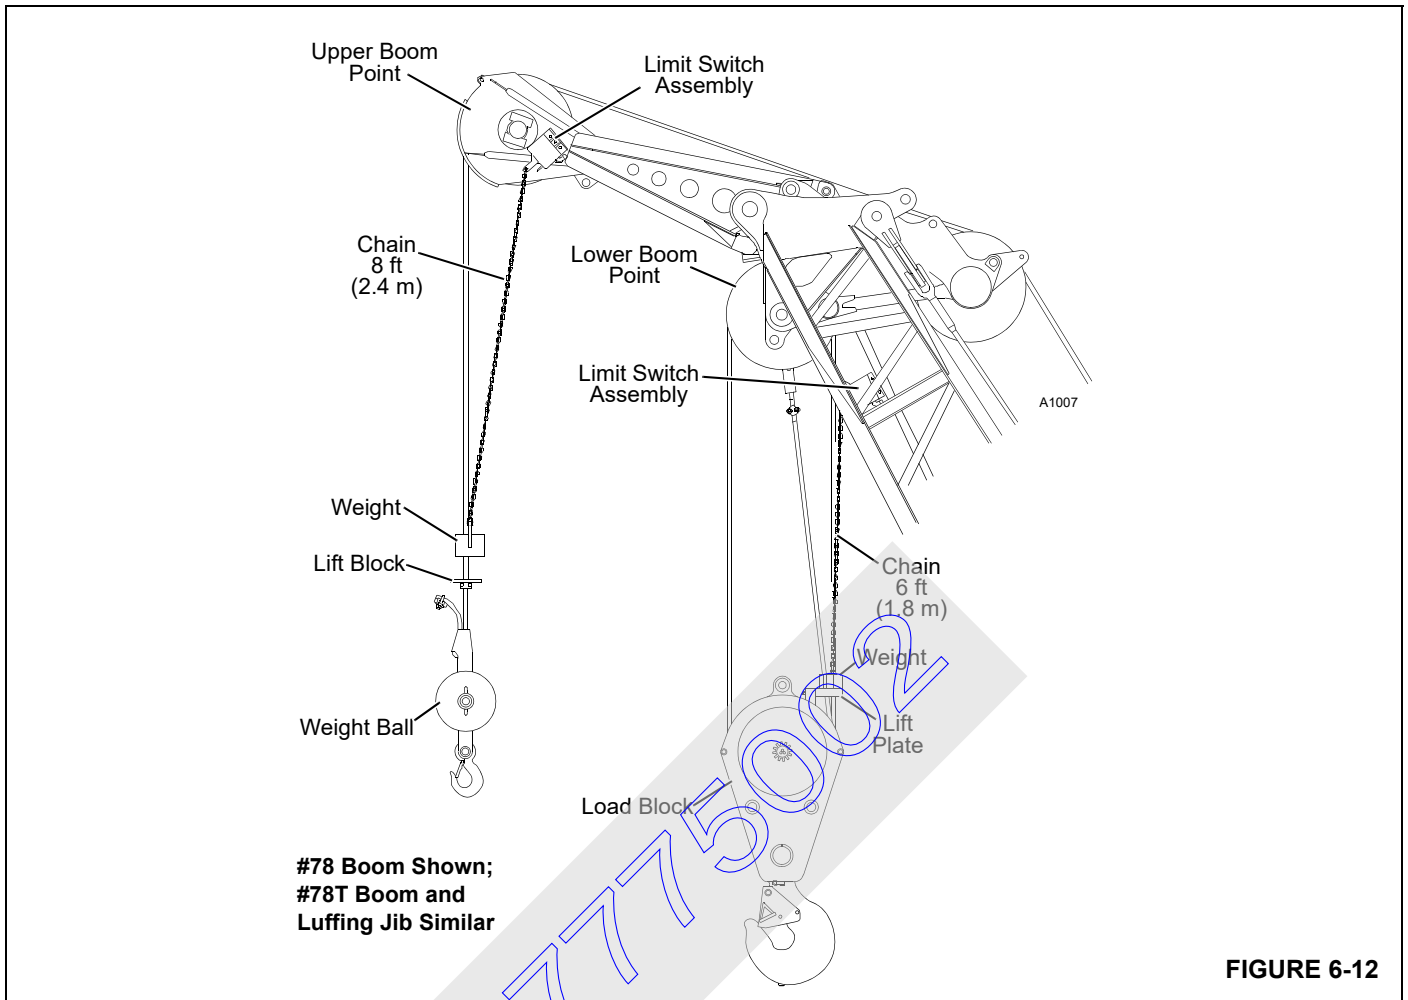 Upper Boom
Point
Limit Switch
Assembly
Chain
8 ft
(2.4 m)
Lower Boom
Point
Limit Switch
Assembly
A1007
Weight
Lift Block
Chain
6 ft
(1.8 m)
Weight
Weight Ball
Lift
Plate
Load Block
#78 Boom Shown;
#78T Boom and
Luffing Jib Similar
7775002
FIGURE 6-12